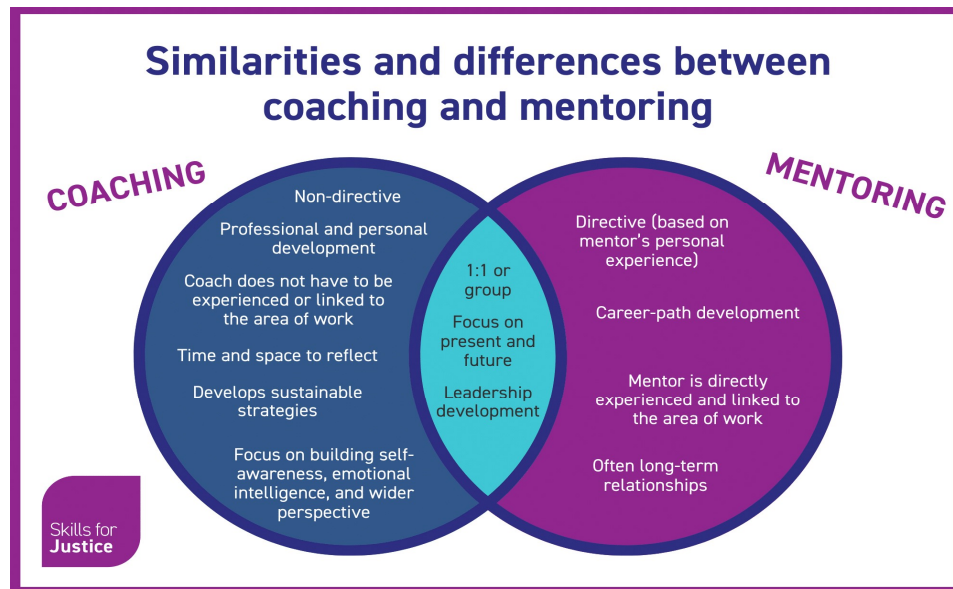 Similarities and differences between
coaching and mentoring
COACHING
Non-directive
Professional and personal
development
Coach does not have to be
experienced or linked to
the area of work
Time and space to reflect
Develops sustainable
strategies
Focus on building self-
awareness, emotional
intelligence, and wider
perspective
1:1 or
group
Focus on
present and
future
Leadership
development
MENTORING
Directive (based on
mentor's personal
experience)
Career-path development
Mentor is directly
experienced and linked to
the area of work
Often long-term
relationships
Skills for
Justice